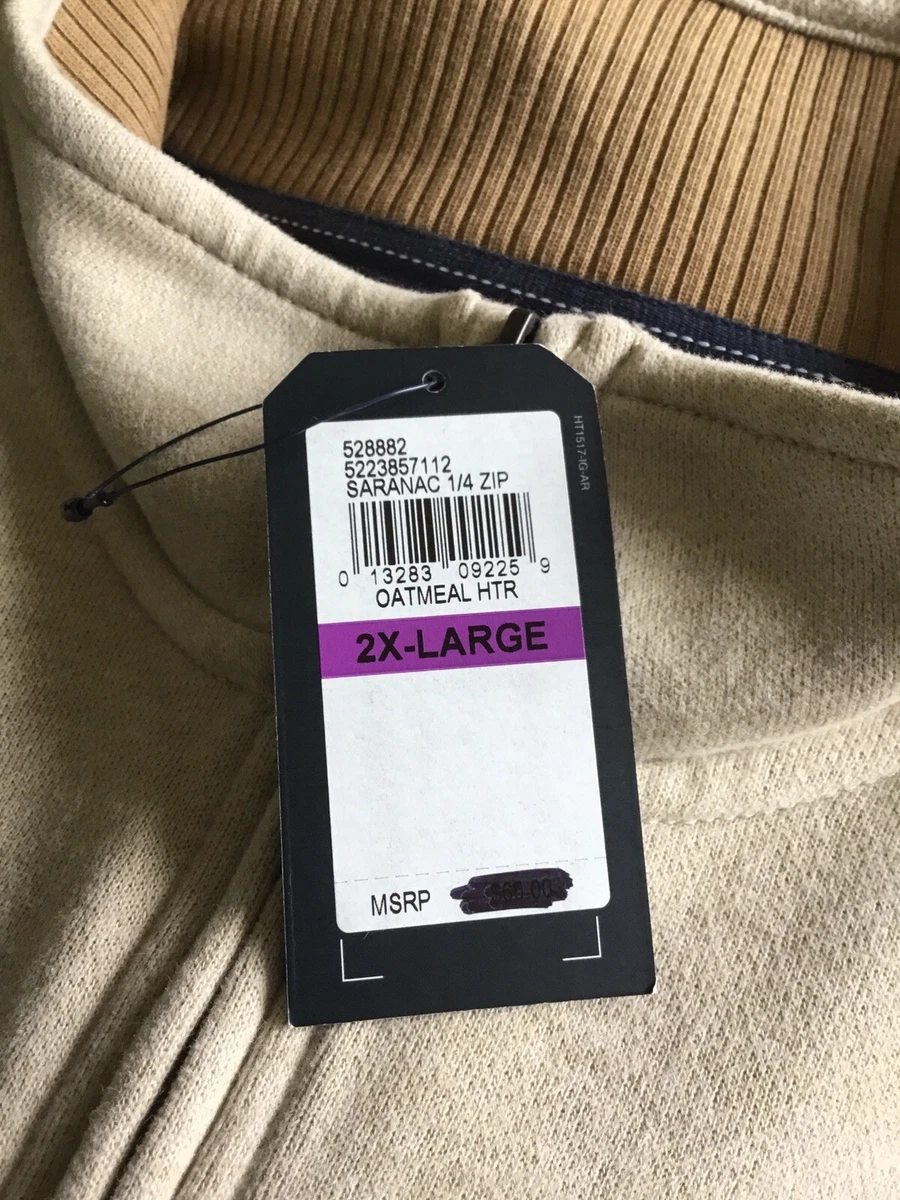 528882
5223857112
SARANAC 1/4 ZIP
0 13283 09225 9
OATMEAL HTR
2X-LARGE
MSRP
HT1517-IG-AR